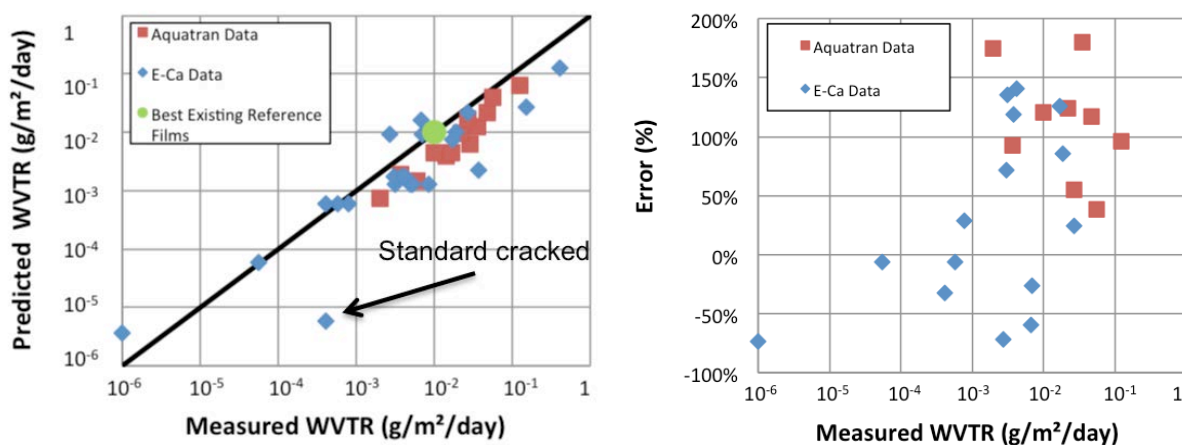 Predicted WVTR (g/m²/day)
1
10⁻¹
10⁻²
10⁻³
10⁻⁴
10⁻⁵
10⁻⁶
Aquatran Data
E-Ca Data
Best Existing Reference
Films
Standard cracked
10⁻⁶ 10⁻⁵ 10⁻⁴ 10⁻³ 10⁻² 10⁻¹ 1
Measured WVTR (g/m²/day)
Error (%)
200%
150%
100%
50%
0%
-50%
-100%
Aquatran Data
E-Ca Data
10⁻⁶ 10⁻⁵ 10⁻⁴ 10⁻³ 10⁻² 10⁻¹ 1
Measured WVTR (g/m²/day)